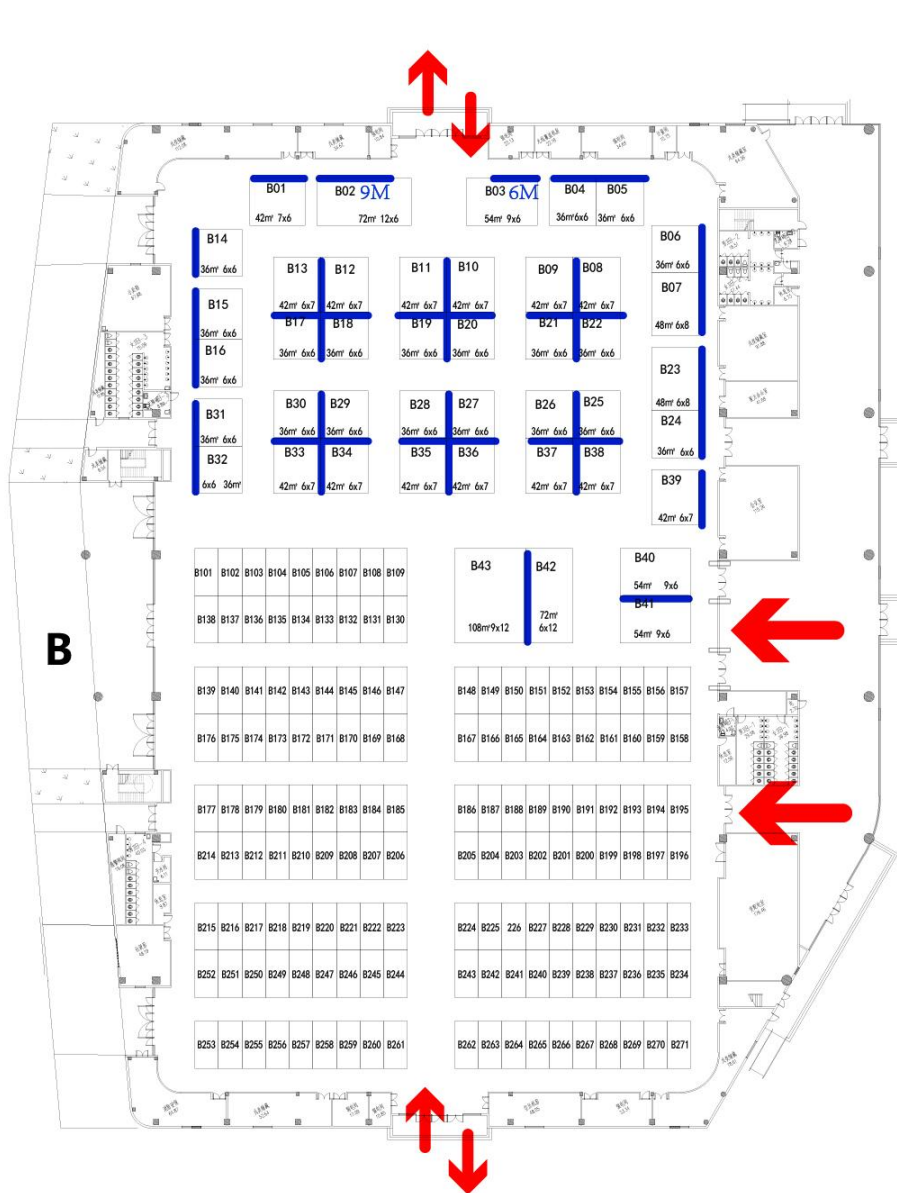 B01
B02 9M
B03 6M
B04 B05
42㎡ 7x6
72㎡ 12x6
54㎡ 9x6
36㎡6x6 36㎡ 6x6
B14
36㎡ 6x6
B06
36㎡ 6x6
B07
48㎡ 6x8
B13 B12 B11 B10 B09 B08
42㎡ 6x7 42㎡ 6x7 42㎡ 6x7 42㎡ 6x7 42㎡ 6x7 42㎡ 6x7
B15
36㎡ 6x6
B16
36㎡ 6x6
B17 B18 B19 B20 B21 B22
36㎡ 6x6 36㎡ 6x6 36㎡ 6x6 36㎡ 6x6 36㎡ 6x6 36㎡ 6x6
B23
48㎡ 6x8
B24
36㎡ 6x6
B30 B29 B28 B27 B26 B25
36㎡ 6x6 36㎡ 6x6 36㎡ 6x6 36㎡ 6x6 36㎡ 6x6 36㎡ 6x6
B31
36㎡ 6x6
B32
6x6 36㎡
B33 B34 B35 B36 B37 B38
42㎡ 6x7 42㎡ 6x7 42㎡ 6x7 42㎡ 6x7 42㎡ 6x7 42㎡ 6x7
B39
42㎡ 6x7
B101 B102 B103 B104 B105 B106 B107 B108 B109
B138 B137 B136 B135 B134 B133 B132 B131 B130
B43
108㎡9x12
B42
72㎡
6x12
B40
54㎡ 9x6
B41
54㎡ 9x6
B
B139 B140 B141 B142 B143 B144 B145 B146 B147
B148 B149 B150 B151 B152 B153 B154 B155 B156 B157
B176 B175 B174 B173 B172 B171 B170 B169 B168
B167 B166 B165 B164 B163 B162 B161 B160 B159 B158
B177 B178 B179 B180 B181 B182 B183 B184 B185
B186 B187 B188 B189 B190 B191 B192 B193 B194 B195
B214 B213 B212 B211 B210 B209 B208 B207 B206
B205 B204 B203 B202 B201 B200 B199 B198 B197 B196
B215 B216 B217 B218 B219 B220 B221 B222 B223
B224 B225 226 B227 B228 B229 B230 B231 B232 B233
B252 B251 B250 B249 B248 B247 B246 B245 B244
B243 B242 B241 B240 B239 B238 B237 B236 B235 B234
B253 B254 B255 B256 B257 B258 B259 B260 B261
B262 B263 B264 B265 B266 B267 B268 B269 B270 B271